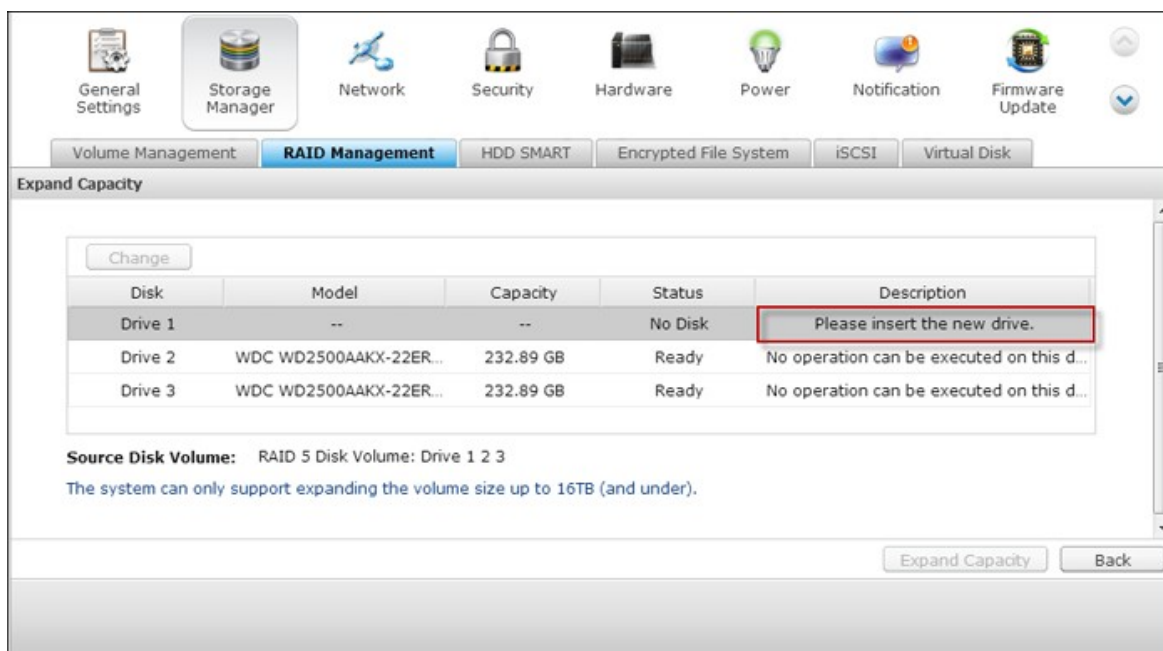 General Settings
Storage Manager
Network
Security
Hardware
Power
Notification
Firmware Update
Volume Management
RAID Management
HDD SMART
Encrypted File System
iSCSI
Virtual Disk
Expand Capacity
Change
Disk Model Capacity Status Description
Drive 1 -- -- No Disk Please insert the new drive.
Drive 2 WDC WD2500AAKX-22ER... 232.89 GB Ready No operation can be executed on this d...
Drive 3 WDC WD2500AAKX-22ER... 232.89 GB Ready No operation can be executed on this d...
Source Disk Volume: RAID 5 Disk Volume: Drive 1 2 3
The system can only support expanding the volume size up to 16TB (and under).
Expand Capacity
Back